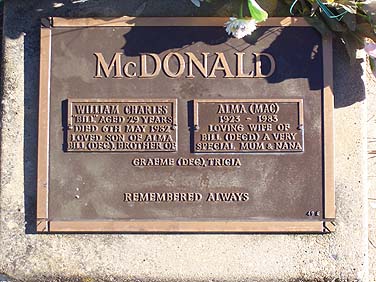 McDONALD
WILLIAM CHARLES
"BILL" AGED 29 YEARS
DIED 6TH MAY 1982
LOVED SON OF ALMA
BILL (DEC), BROTHER OF
ALMA (MAC)
1923 - 1983
LOVING WIFE OF
BILL (DEC'D) A VERY
SPECIAL MUM & NANA
GRAEME (DEC), TRICIA
REMEMBERED ALWAYS